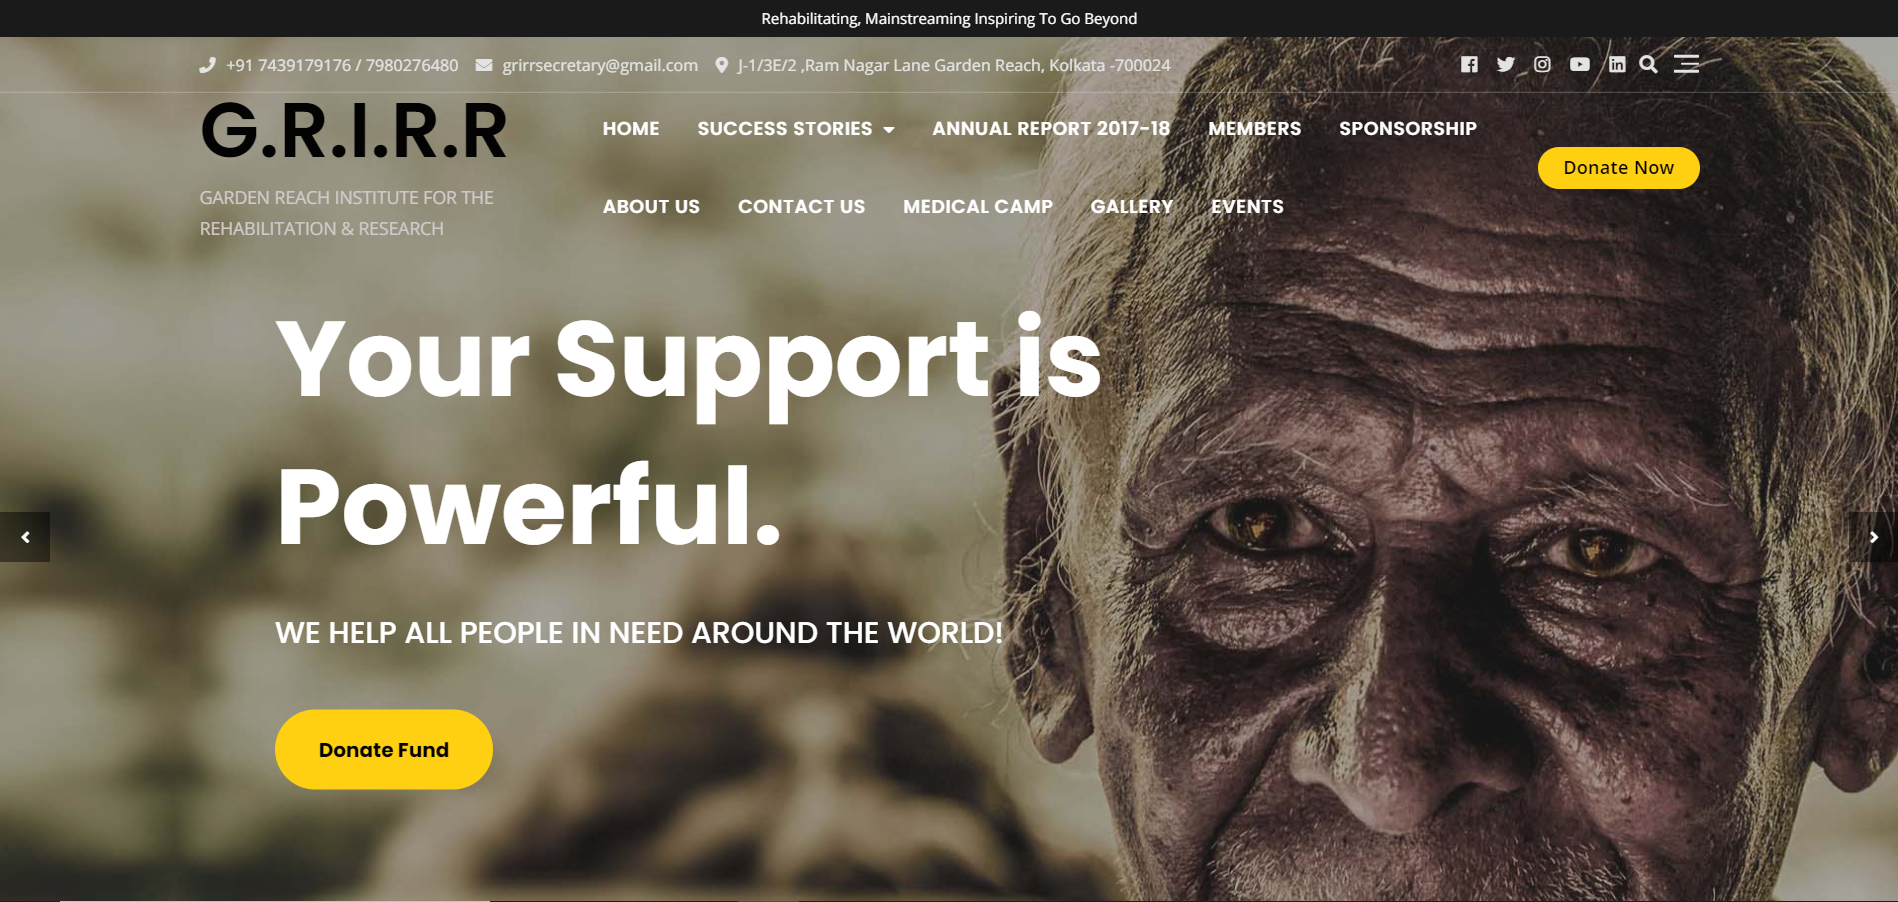 Rehabilitating, Mainstreaming Inspiring To Go Beyond
+91 7439179176 / 7980276480 grirrsecretary@gmail.com J-1/3E/2 ,Ram Nagar Lane Garden Reach, Kolkata -700024
G.R.I.R.R
GARDEN REACH INSTITUTE FOR THE
REHABILITATION & RESEARCH
HOME SUCCESS STORIES ANNUAL REPORT 2017-18 MEMBERS SPONSORSHIP
ABOUT US CONTACT US MEDICAL CAMP GALLERY EVENTS
Donate Now
Your Support is
Powerful.
WE HELP ALL PEOPLE IN NEED AROUND THE WORLD!
Donate Fund